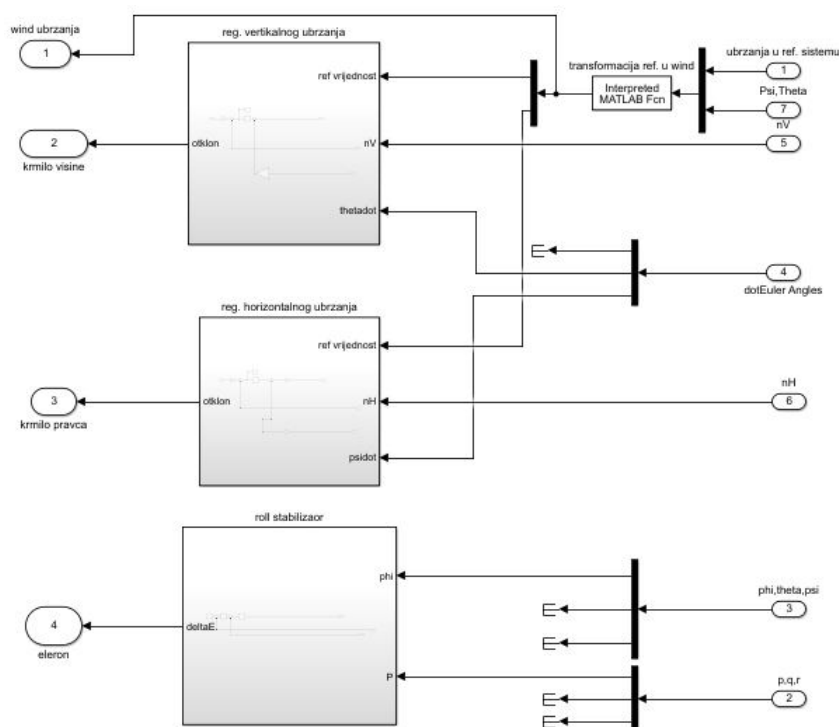 wind ubrzanja
1
reg. vertikalnog ubrzanja
ubrzanja u ref. sistemu
1
transformacija ref. u wind
Interpreted
MATLAB Fcn
Psi,Theta
7
nV
5
ref vrijednost
2
krmilo visine
otklon
nV
thetadot
4
dotEuler Angles
reg. horizontalnog ubrzanja
ref vrijednost
nH
6
3
krmilo pravca
otklon
nH
psidot
roll stabilizaor
phi
phi,theta,psi
3
4
eleron
deltaE.
P
p,q,r
2